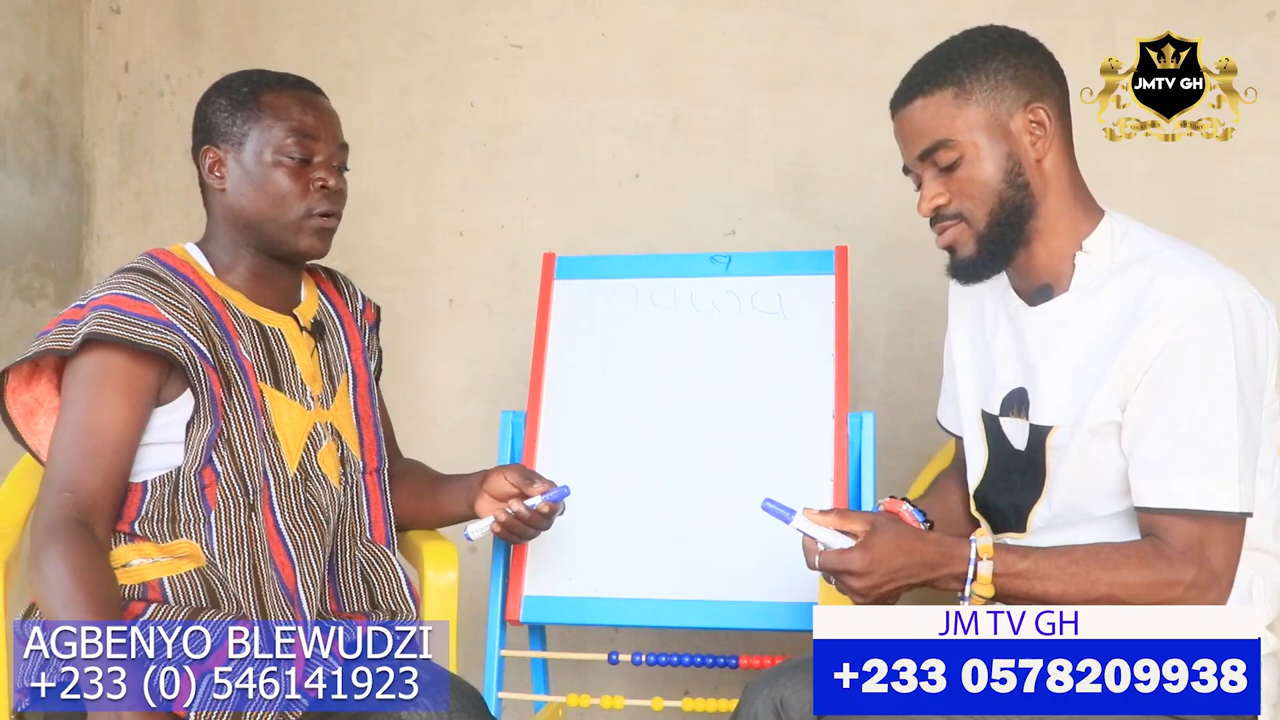 JMTV GH
AGBENYO BLEWUDZI
+233 (0) 546141923
JM TV GH
+233 0578209938